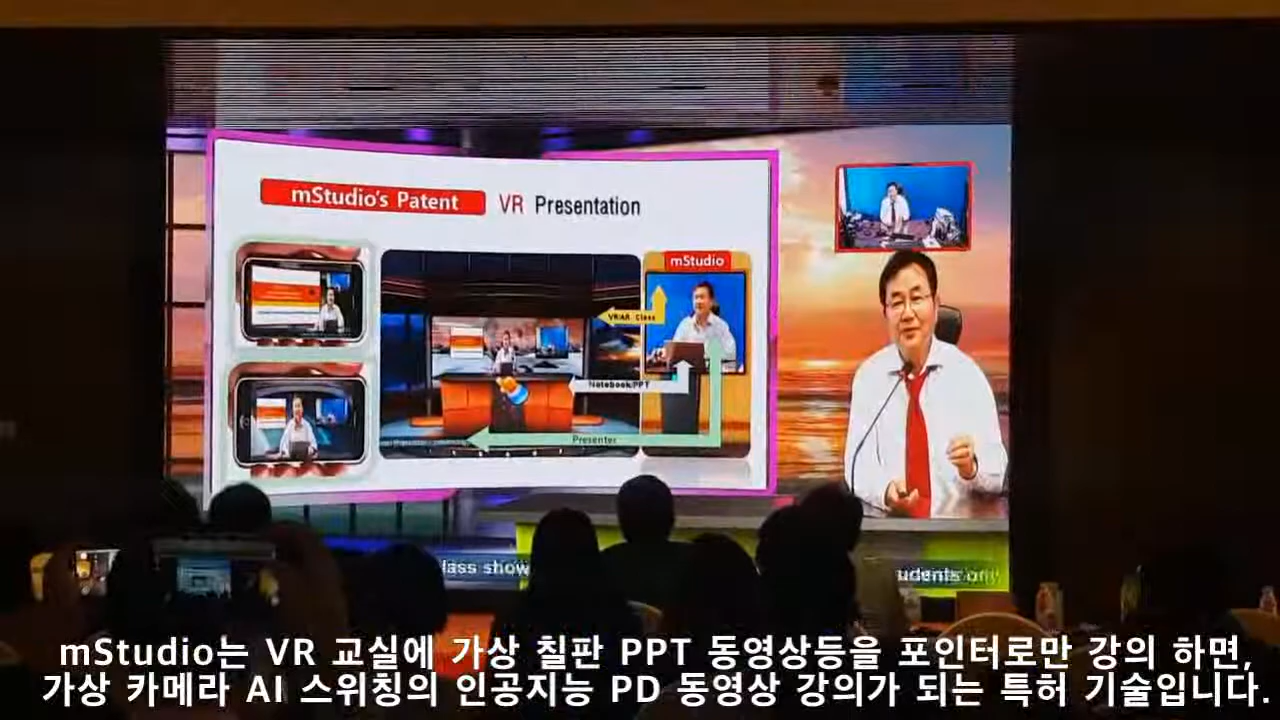 mStudio's Patent VR Presentation
mStudio
VR/AR Class
Notebook/PPT
Presenter
lass show
udents on
mStudio는 VR 교실에 가상 칠판 PPT 동영상등을 포인터로만 강의 하면,
가상 카메라 AI 스위칭의 인공지능 PD 동영상 강의가 되는 특허 기술입니다.